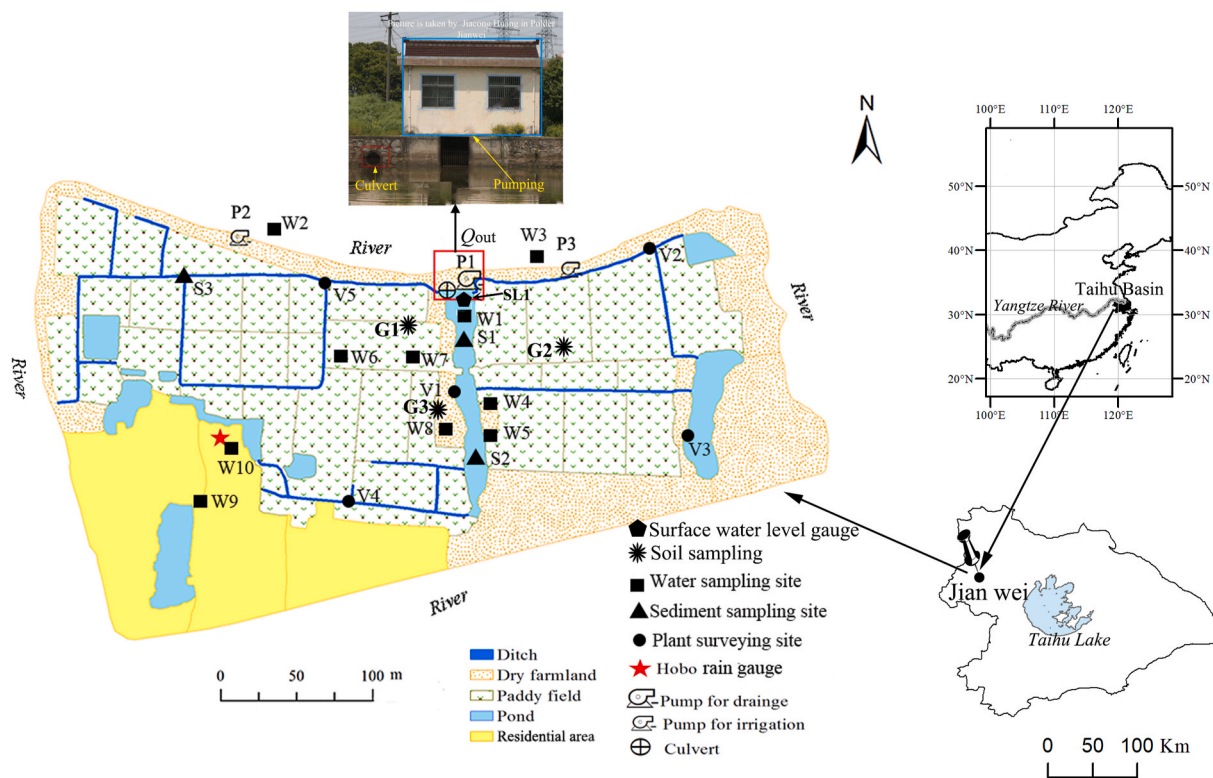 Picture is taken by Jiacong Huang in Polder
Jianwei
Culvert
Pumping
N
100°E 110°E 120°E
50°N 50°N
40°N 40°N
Taihu Basin
Yangtze River
30°N 30°N
20°N 20°N
100°E 110°E 120°E
P2
W2
River
Qout
W3
P3
P1
V2
S3
V5
SL1
River
W1
G1
S1
G2
W6
W7
River
V1
W4
G3
W8
W5
V3
W10
S2
W9
V4
River
Surface water level gauge
Soil sampling
Water sampling site
Sediment sampling site
Plant surveying site
Hobo rain gauge
Pump for drainge
Pump for irrigation
Culvert
Ditch
Dry farmland
Paddy field
Pond
Residential area
0 50 100 m
Jian wei
Taihu Lake
0 50 100 Km